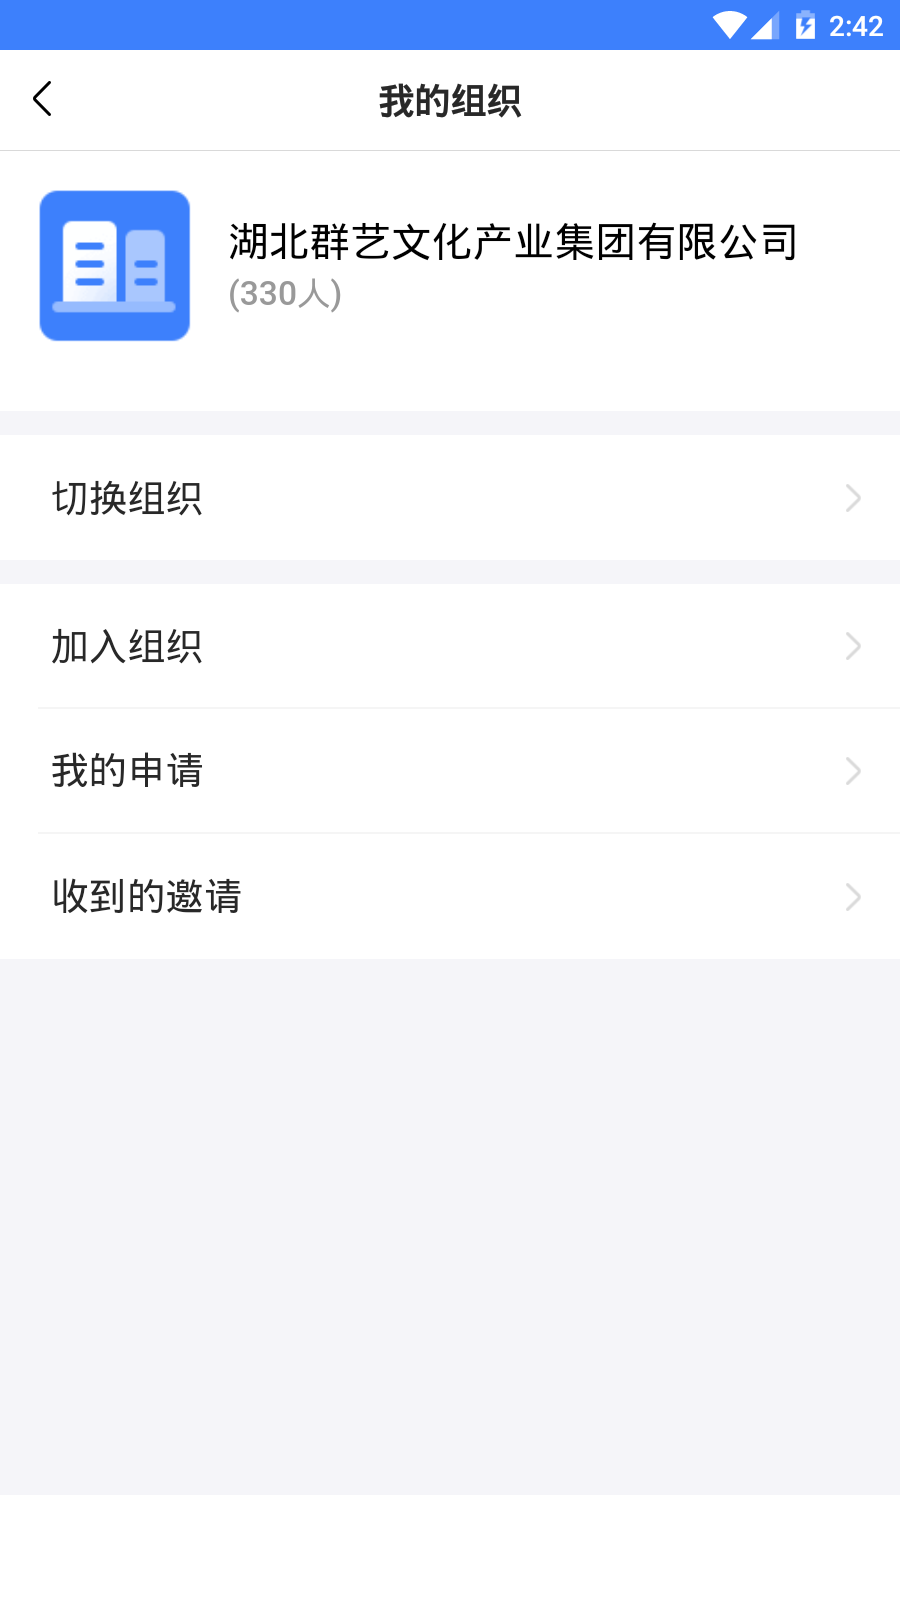 2:42
我的组织
湖北群艺文化产业集团有限公司
(330人)
切换组织
加入组织
我的申请
收到的邀请